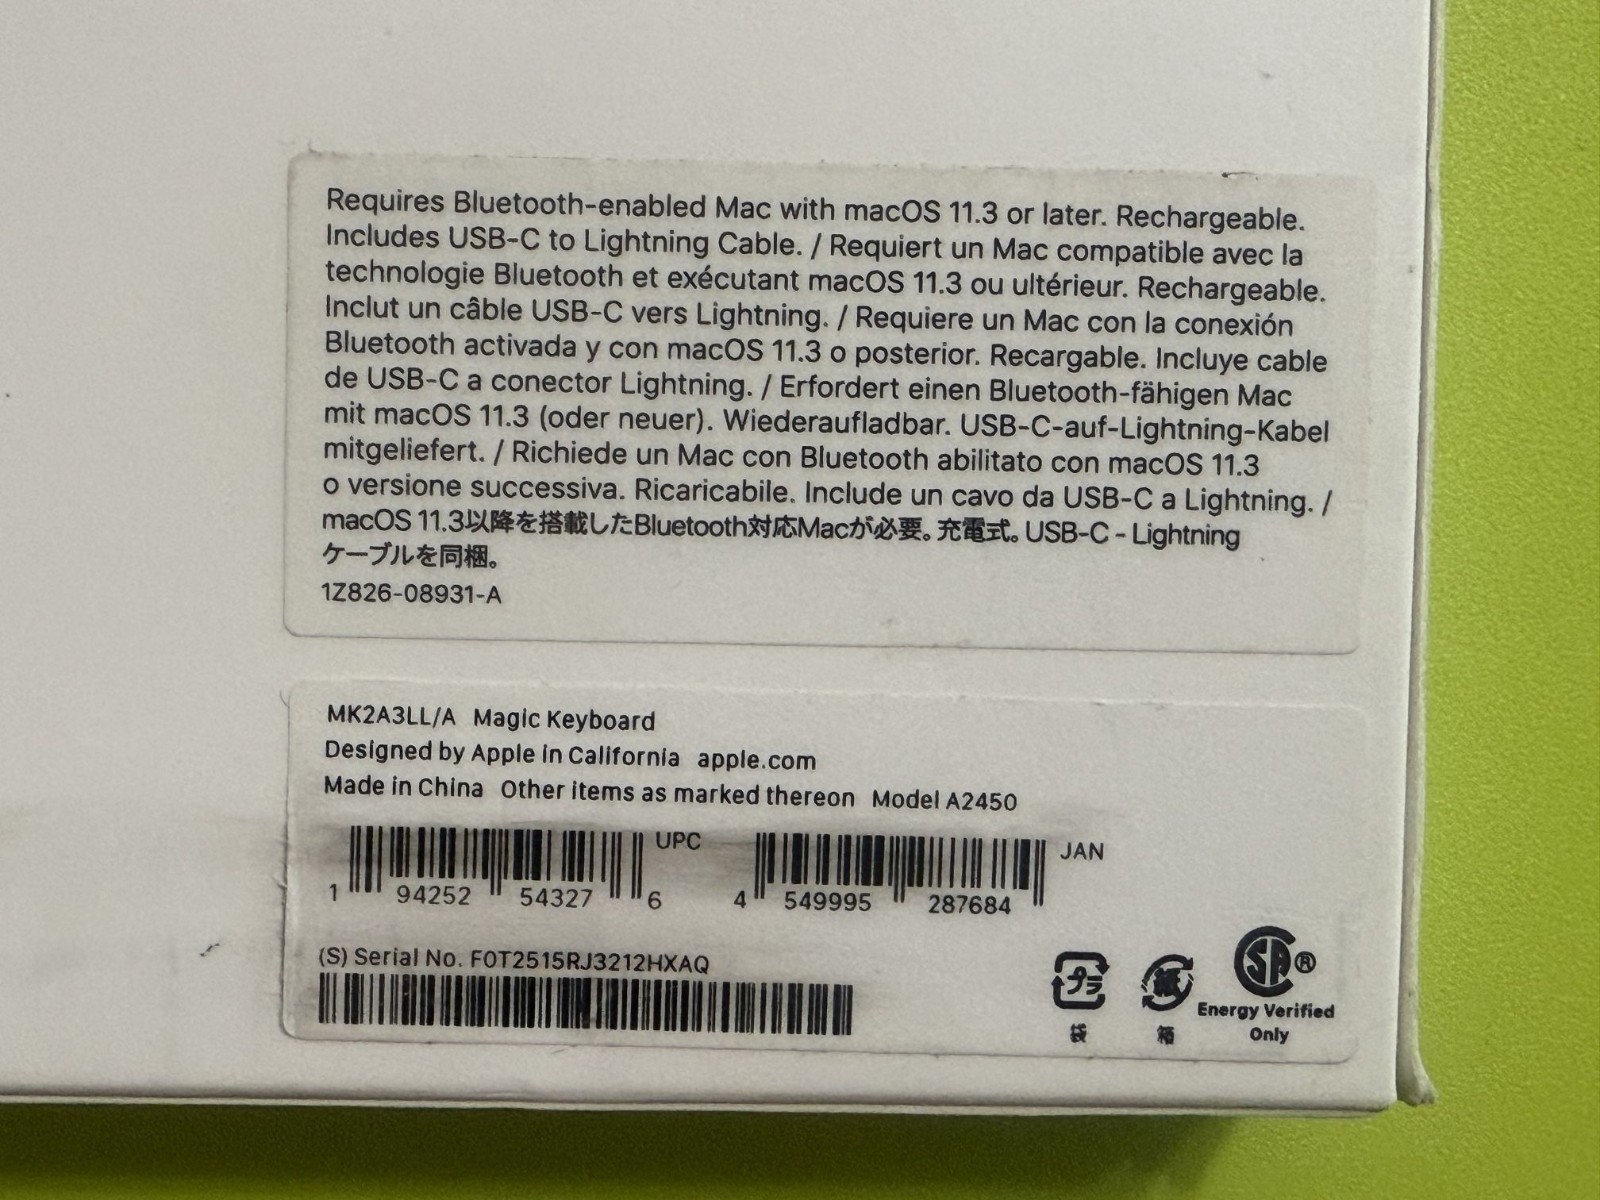 Requires Bluetooth-enabled Mac with macOS 11.3 or later. Rechargeable.
Includes USB-C to Lightning Cable. / Requiert un Mac compatible avec la
technologie Bluetooth et exécutant macOS 11.3 ou ultérieur. Rechargeable.
Inclut un câble USB-C vers Lightning. / Requiere un Mac con la conexión
Bluetooth activada y con macOS 11.3 o posterior. Recargable. Incluye cable
de USB-C a conector Lightning. / Erfordert einen Bluetooth-fähigen Mac
mit macOS 11.3 (oder neuer). Wiederaufladbar. USB-C-auf-Lightning-Kabel
mitgeliefert. / Richiede un Mac con Bluetooth abilitato con macOS 11.3
o versione successiva. Ricaricabile. Include un cavo da USB-C a Lightning. /
macOS 11.3以降を搭載したBluetooth対応Macが必要。充電式。USB-C - Lightning
ケーブルを同梱。
1Z826-08931-A
MK2A3LL/A Magic Keyboard
Designed by Apple in California apple.com
Made in China Other items as marked thereon Model A2450
UPC
1 94252 54327 6
JAN
4 549995 287684
(S) Serial No. F0T2515RJ3212HXAQ
プラ
袋
紙
箱
SA®
Energy Verified
Only